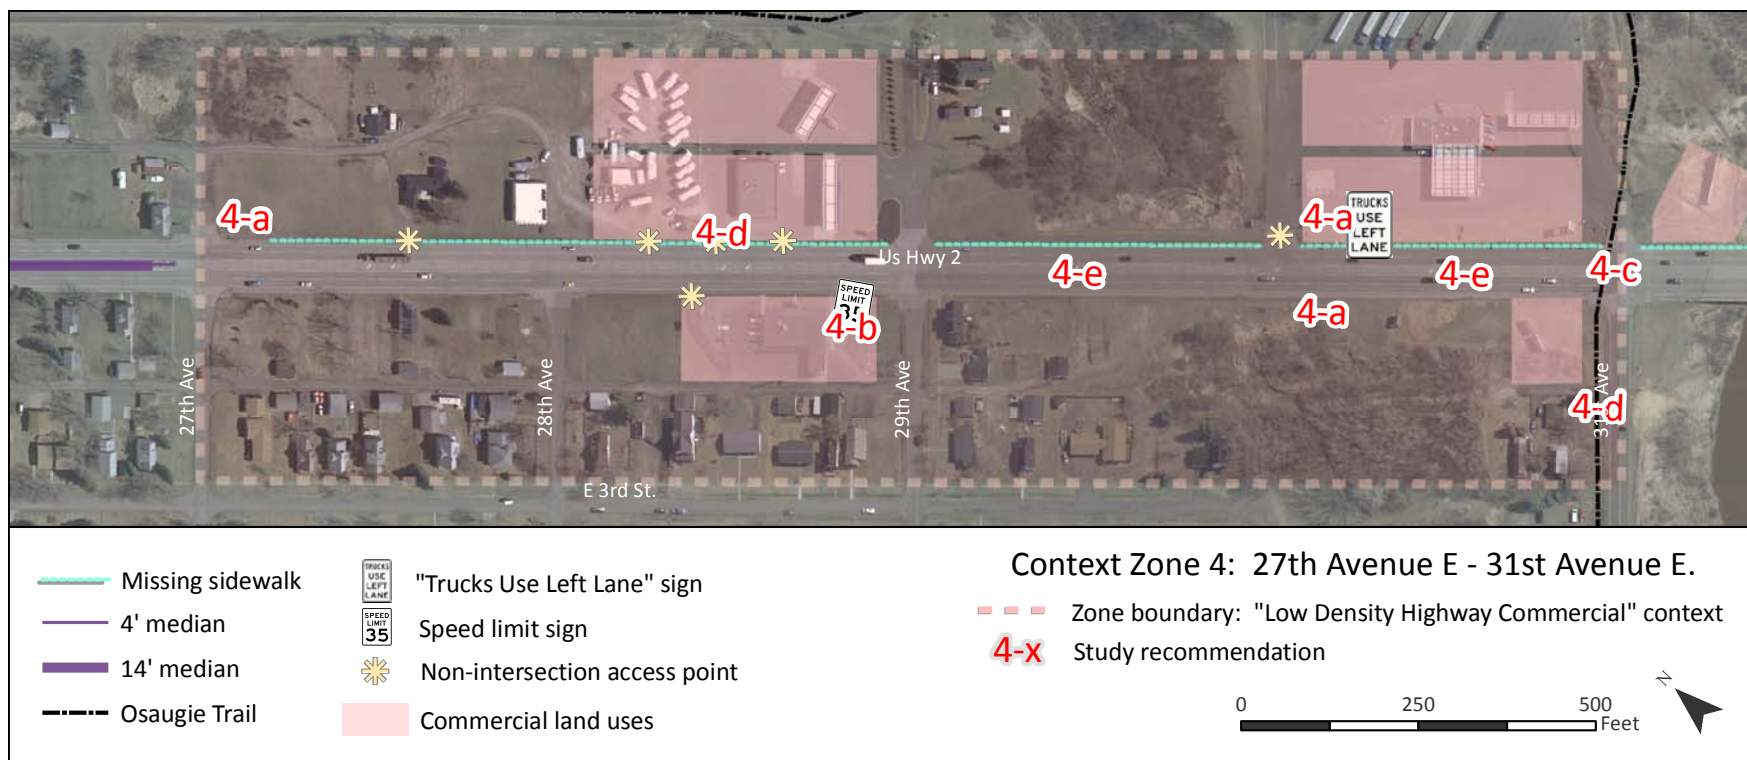 4-a
4-d
Us Hwy 2
4-e
4-a
TRUCKS
USE
LEFT
LANE
4-e
4-c
SPEED
LIMIT
35
4-b
4-a
27th Ave
28th Ave
29th Ave
31st Ave
4-d
E 3rd St.
Missing sidewalk
4' median
14' median
Osaugie Trail
TRUCKS
USE
LEFT
LANE
"Trucks Use Left Lane" sign
SPEED
LIMIT
35
Speed limit sign
Non-intersection access point
Commercial land uses
Context Zone 4: 27th Avenue E - 31st Avenue E.
Zone boundary: "Low Density Highway Commercial" context
4-x Study recommendation
N
0 250 500
Feet